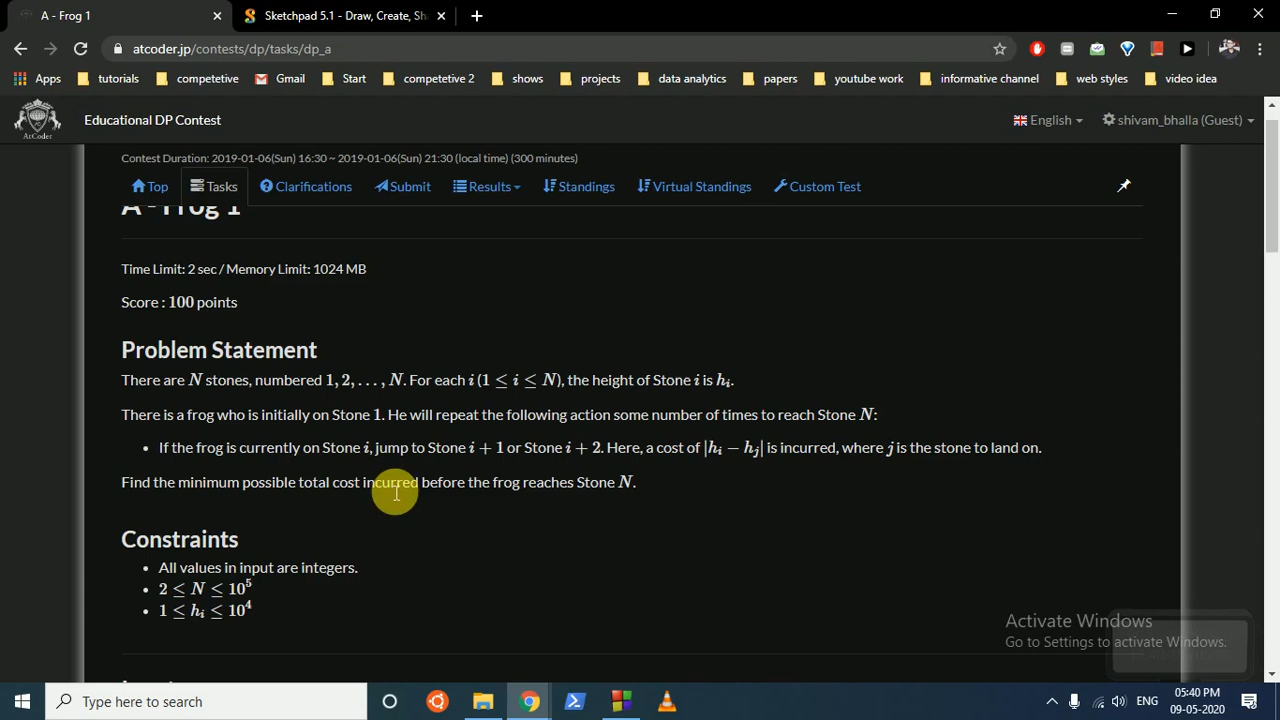 A - Frog 1
Sketchpad 5.1 - Draw, Create, Sha
atcoder.jp/contests/dp/tasks/dp_a
Apps tutorials competetive Gmail Start competetive 2 shows projects data analytics papers youtube work informative channel web styles video idea
AtCoder Educational DP Contest English shivam_bhalla (Guest)
Contest Duration: 2019-01-06(Sun) 16:30 ~ 2019-01-06(Sun) 21:30 (local time) (300 minutes)
Top Tasks Clarifications Submit Results Standings Virtual Standings Custom Test
A - Frog 1
Time Limit: 2 sec / Memory Limit: 1024 MB
Score : 100 points
Problem Statement
There are N stones, numbered 1, 2, . . . , N. For each i (1 ≤ i ≤ N), the height of Stone i is hᵢ.
There is a frog who is initially on Stone 1. He will repeat the following action some number of times to reach Stone N:
• If the frog is currently on Stone i, jump to Stone i + 1 or Stone i + 2. Here, a cost of |hᵢ − hⱼ| is incurred, where j is the stone to land on.
Find the minimum possible total cost incurred before the frog reaches Stone N.
Constraints
• All values in input are integers.
• 2 ≤ N ≤ 10⁵
• 1 ≤ hᵢ ≤ 10⁴
Activate Windows
Go to Settings to activate Windows.
Type here to search
ENG
05:40 PM
09-05-2020